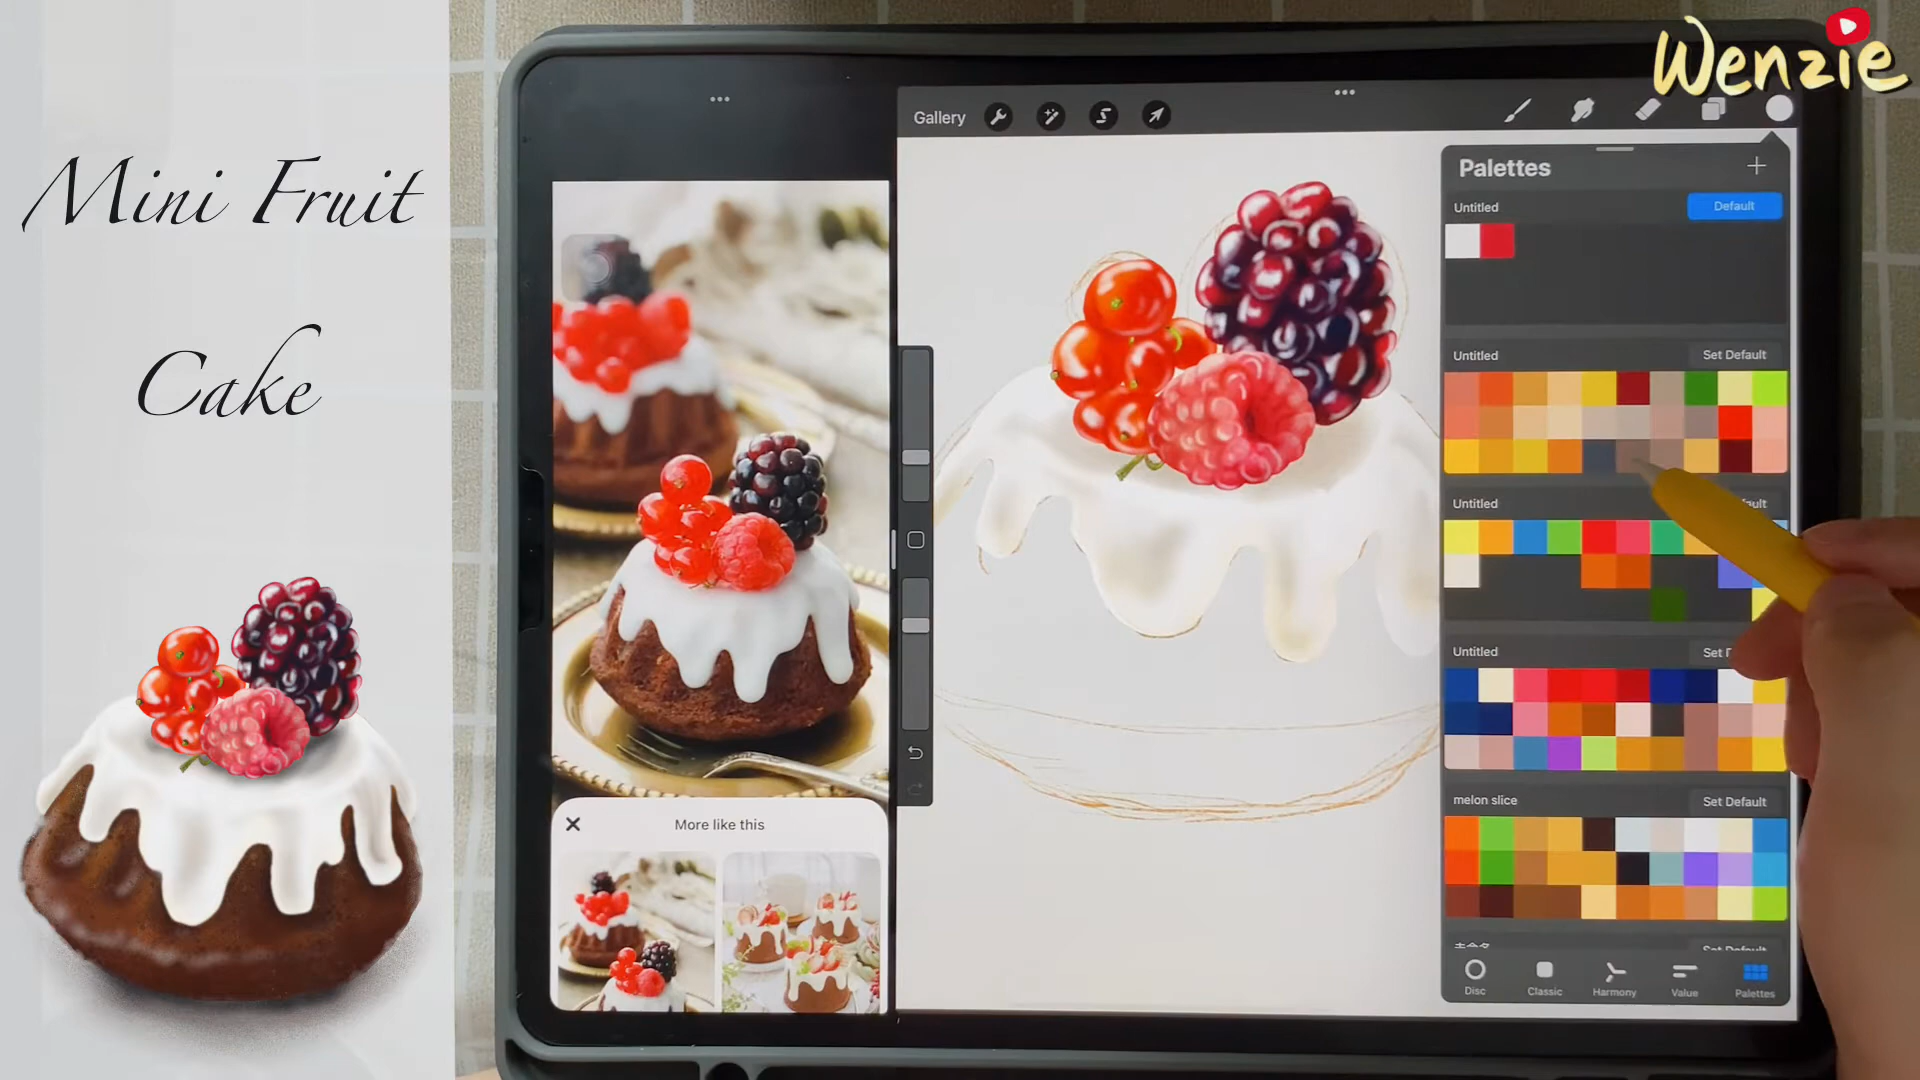 Mini Fruit
Cake
Wenzie
Gallery
Palettes
Untitled
Default
Untitled
Set Default
Untitled
Untitled
melon slice
Set Default
Disc
Classic
Harmony
Value
Palettes
More like this